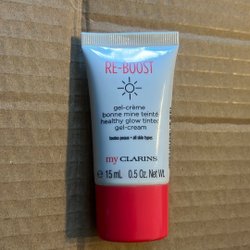 RE-BOOST
gel-crème
bonne mine teinté
healthy glow tinted
gel-cream
toutes peaux - all skin types
my CLARINS
15 mL 0.5 Oz. Net Wt.